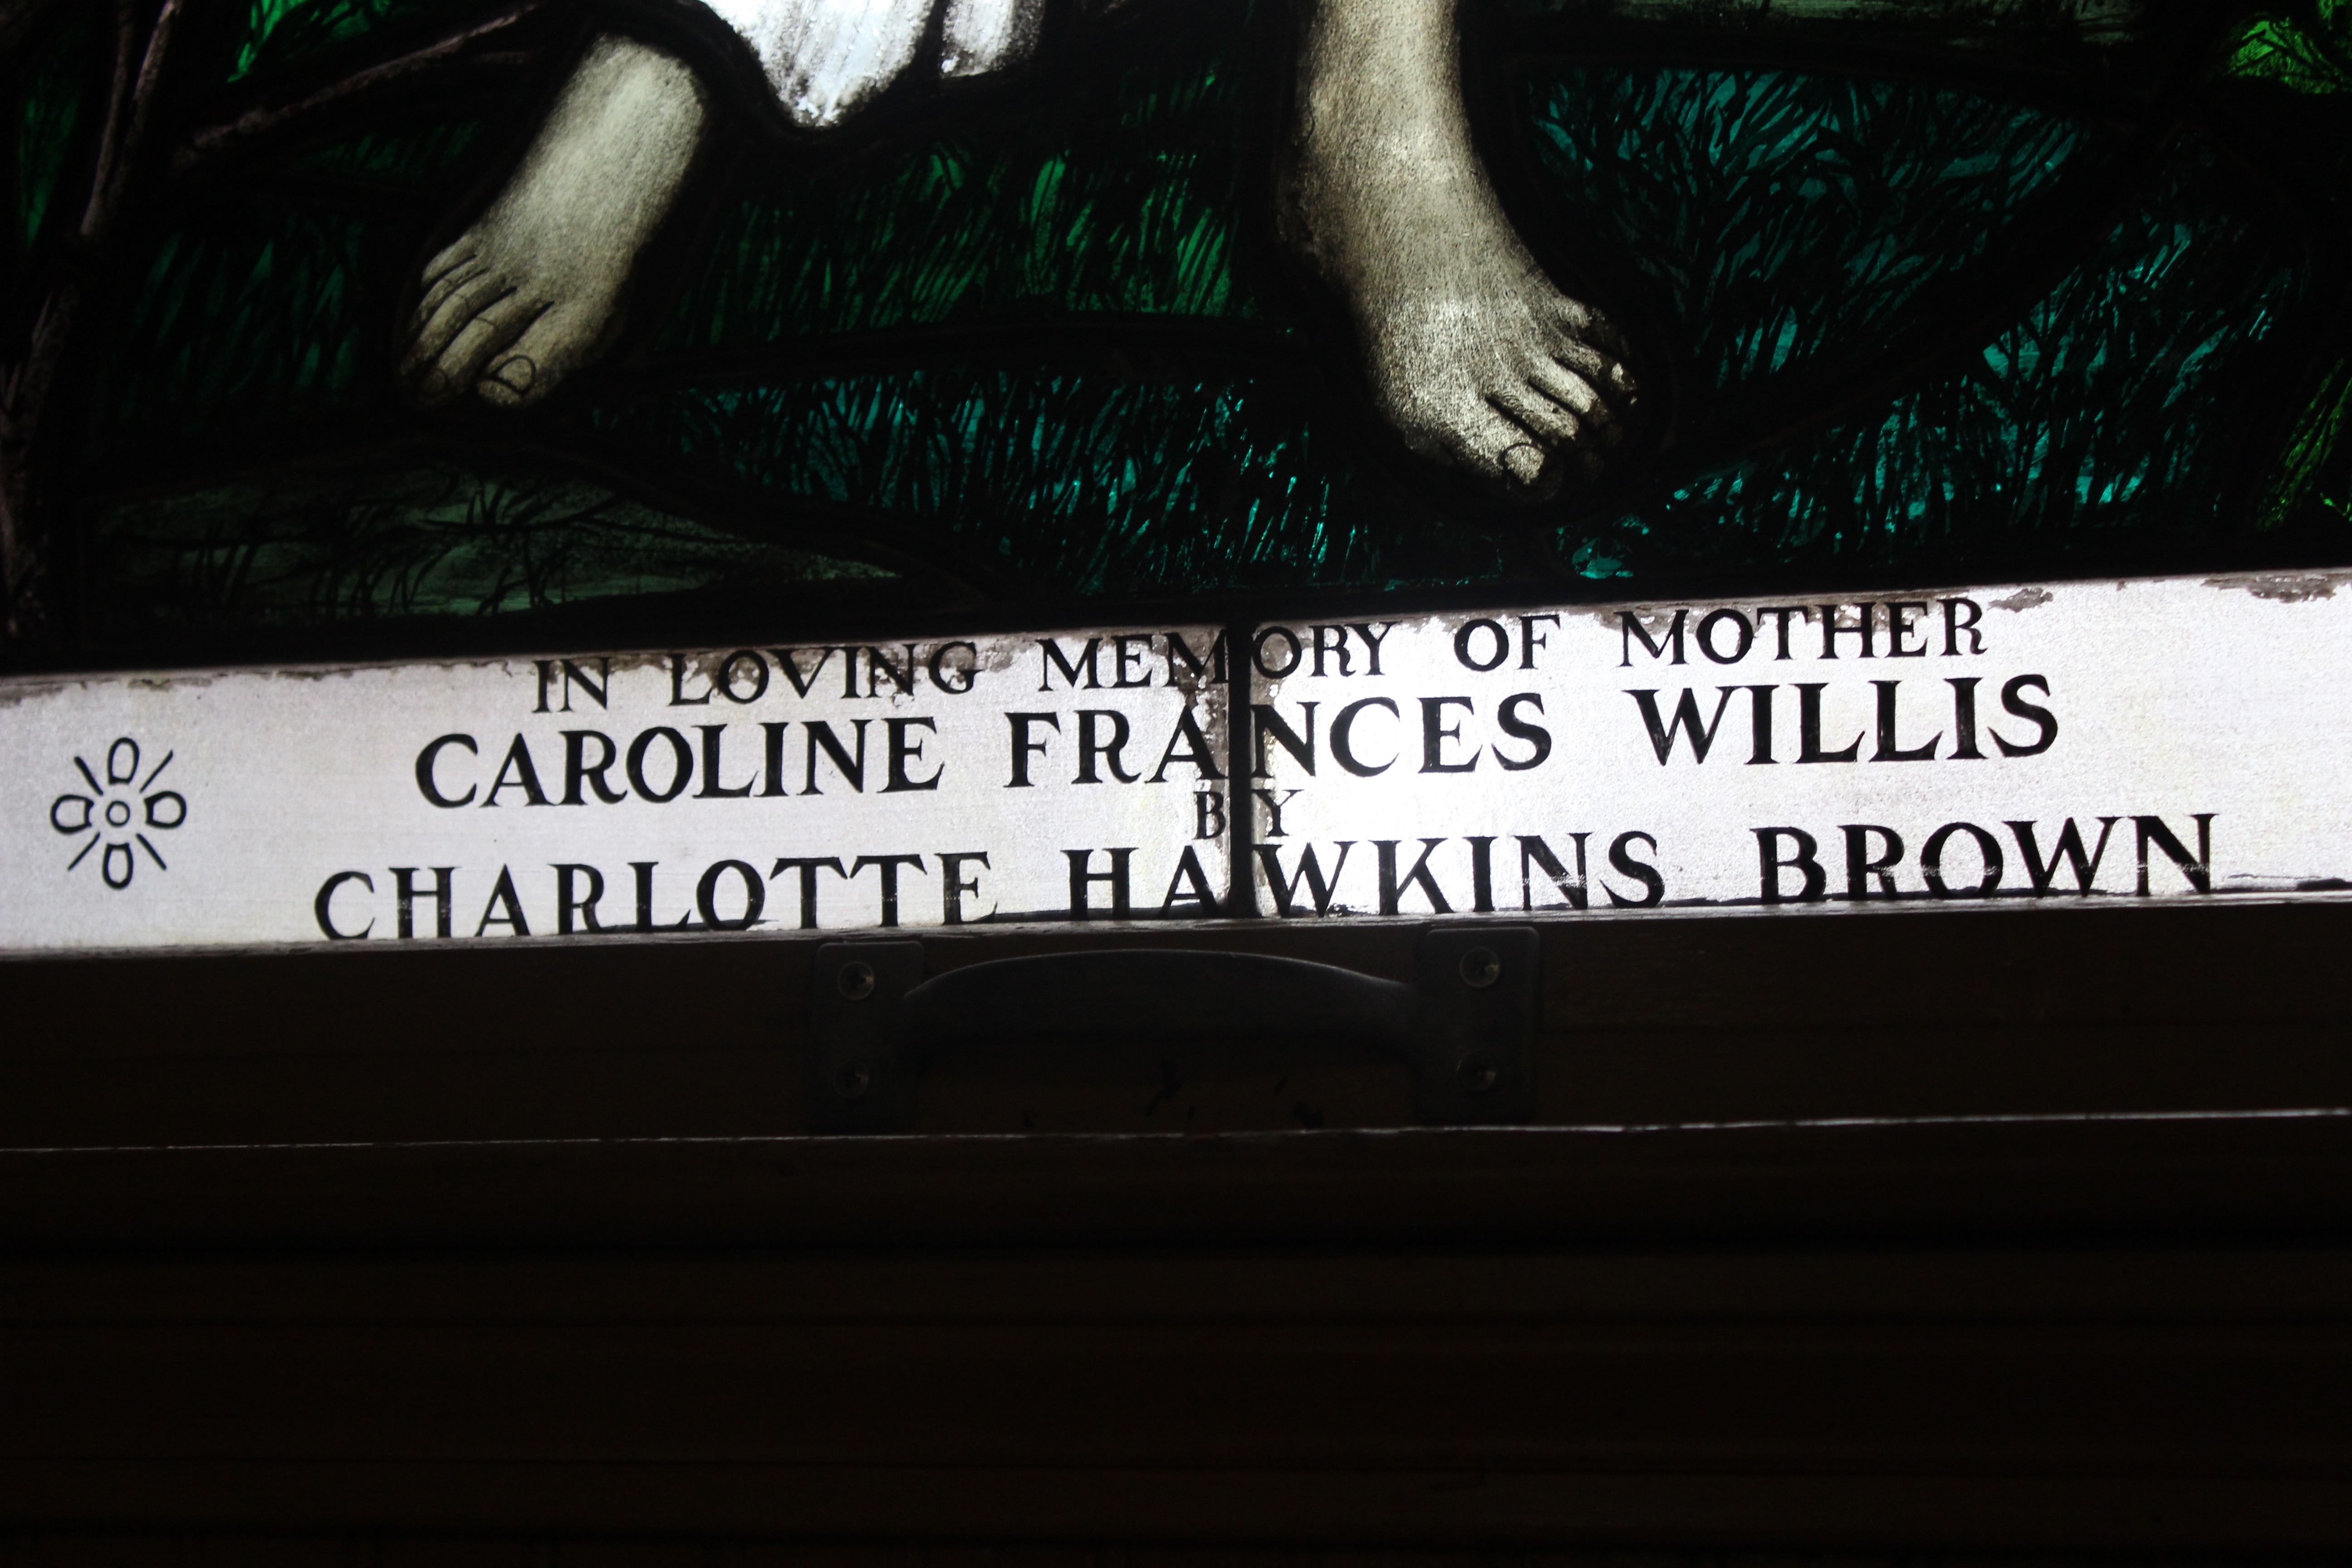 IN LOVING MEMORY OF MOTHER
CAROLINE FRANCES WILLIS
BY
CHARLOTTE HAWKINS BROWN